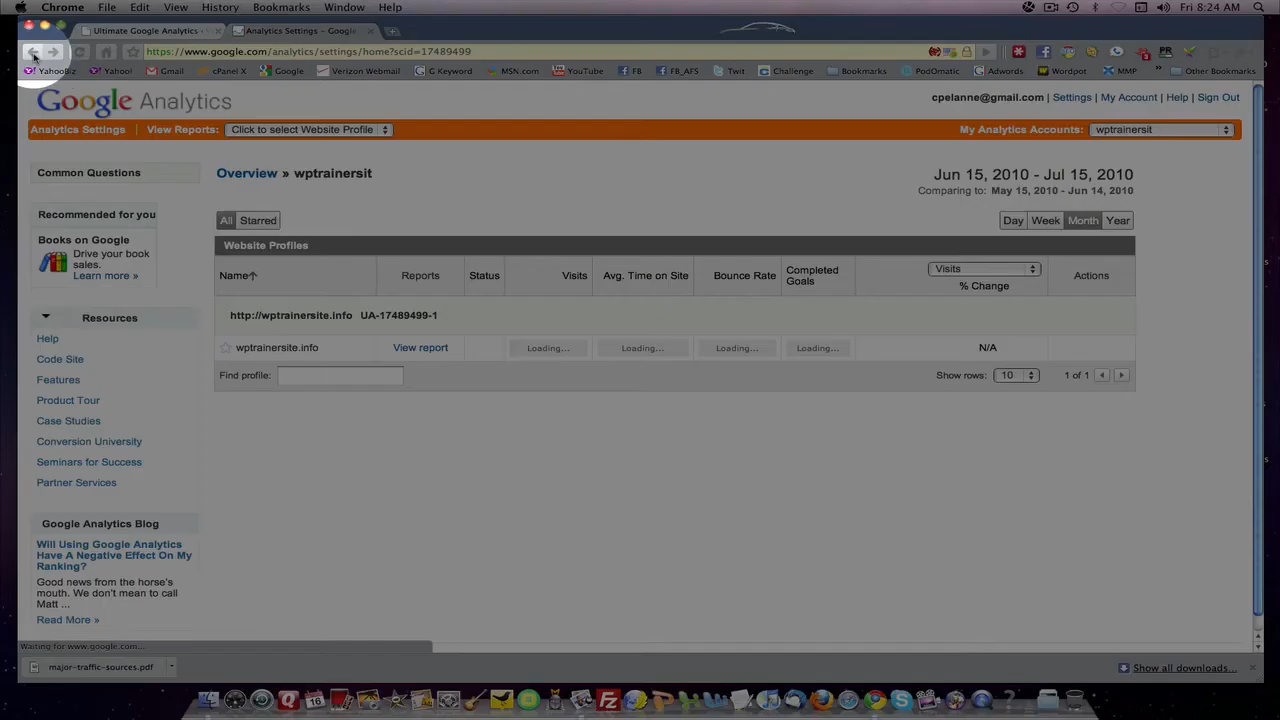 Chrome File Edit View History Bookmarks Window Help Fri 8:24 AM
Ultimate Google Analytics Analytics Settings - Google
https://www.google.com/analytics/settings/home?scid=17489499
YahooBiz Yahoo! Gmail cPanel X Google Verizon Webmail G Keyword MSN.com YouTube FB FB_AFS Twit Challenge Bookmarks PodOmatic Adwords Wordpot MMP » Other Bookmarks
Google Analytics
cpelanne@gmail.com | Settings | My Account | Help | Sign Out
Analytics Settings | View Reports: Click to select Website Profile My Analytics Accounts: wptrainersit
Common Questions
Recommended for you
Books on Google
Drive your book
sales.
Learn more »
Resources
Help
Code Site
Features
Product Tour
Case Studies
Conversion University
Seminars for Success
Partner Services
Google Analytics Blog
Will Using Google Analytics
Have A Negative Effect On My
Ranking?
Good news from the horse's
mouth. We don't mean to call
Matt ...
Read More »
Overview » wptrainersit
Jun 15, 2010 - Jul 15, 2010
Comparing to: May 15, 2010 - Jun 14, 2010
All Starred Day Week Month Year
Website Profiles
Name Reports Status Visits Avg. Time on Site Bounce Rate Completed Goals Visits % Change Actions
http://wptrainersite.info UA-17489499-1
wptrainersite.info View report Loading... Loading... Loading... Loading... N/A
Find profile: Show rows: 10 1 of 1
Waiting for www.google.com...
major-traffic-sources.pdf Show all downloads...